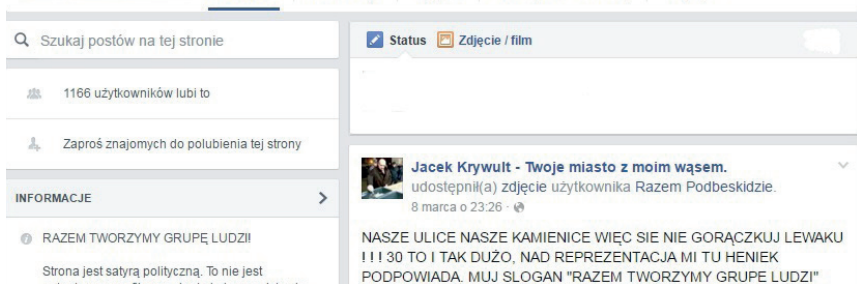 Szukaj postów na tej stronie
1166 użytkowników lubi to
Zaproś znajomych do polubienia tej strony
INFORMACJE
RAZEM TWORZYMY GRUPĘ LUDZI!
Strona jest satyrą polityczną. To nie jest
Status Zdjęcie / film
Jacek Krywult - Twoje miasto z moim wąsem.
udostępnił(a) zdjęcie użytkownika Razem Podbeskidzie.
8 marca o 23:26 ·
NASZE ULICE NASZE KAMIENICE WIĘC SIE NIE GORĄCZKUJ LEWAKU
! ! ! 30 TO I TAK DUŻO, NAD REPREZENTACJA MI TU HENIEK
PODPOWIADA. MUJ SLOGAN "RAZEM TWORZYMY GRUPE LUDZI"